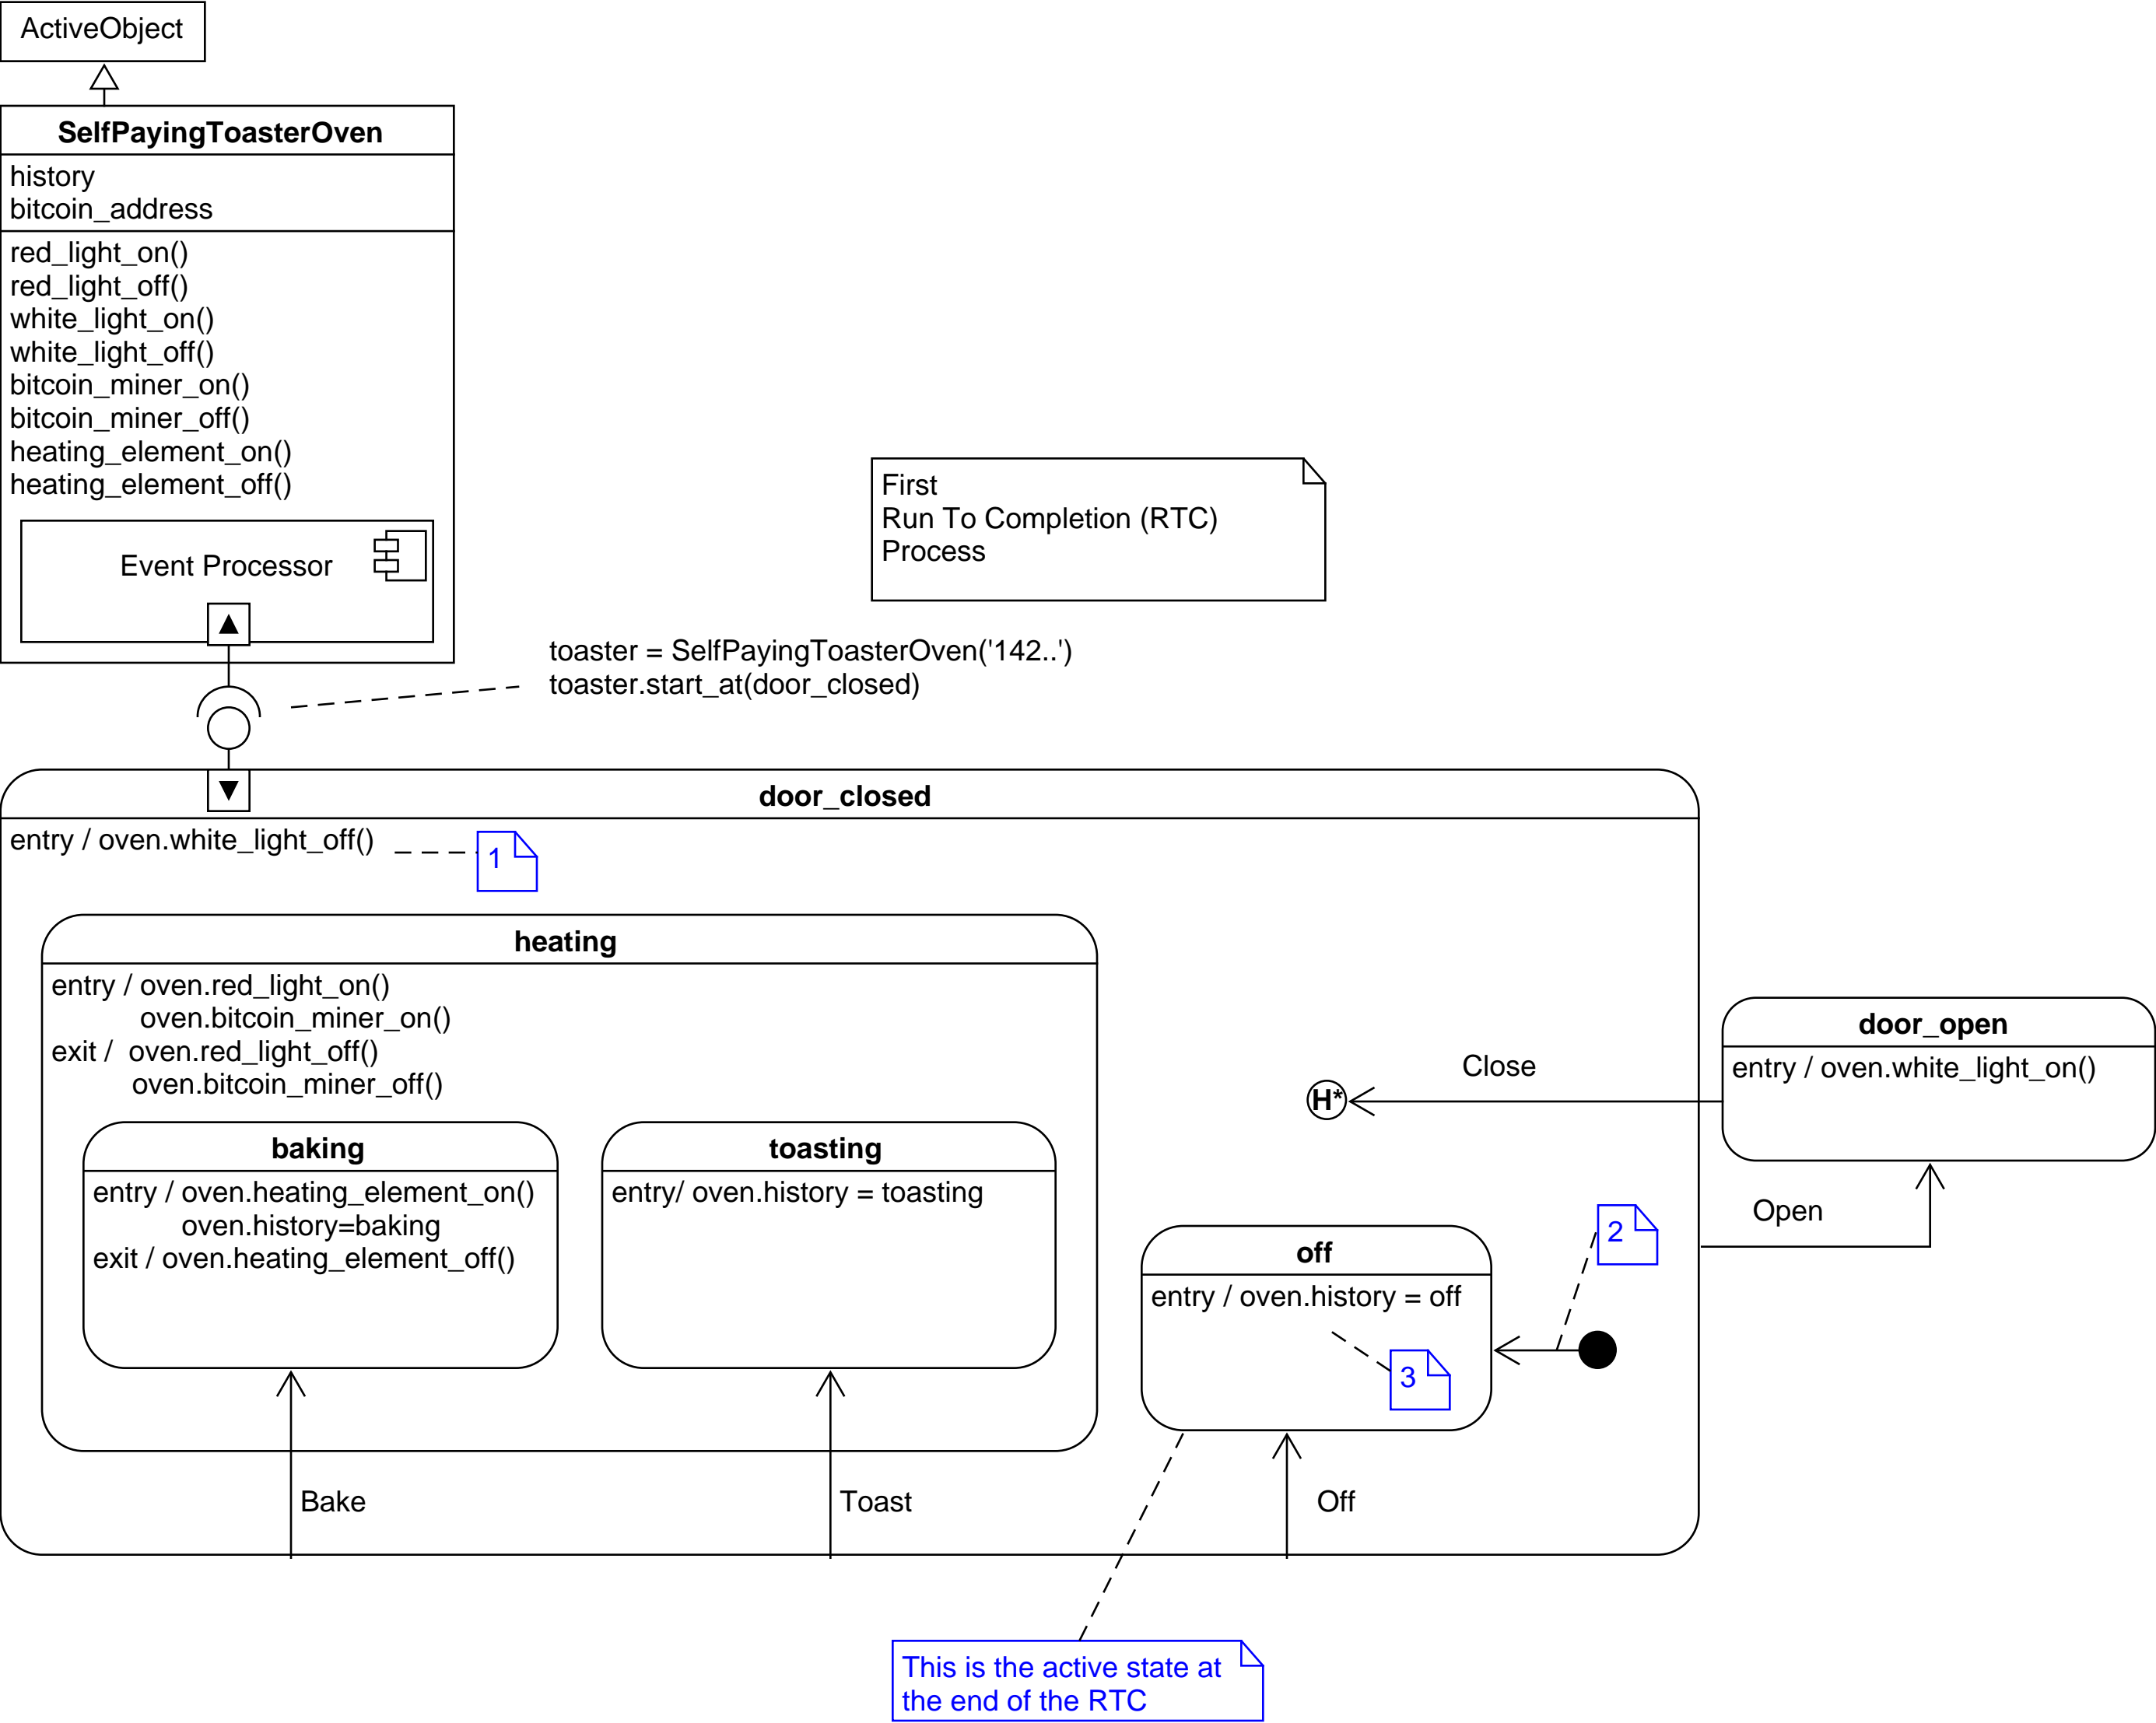 ActiveObject
SelfPayingToasterOven
history
bitcoin_address
red_light_on()
red_light_off()
white_light_on()
white_light_off()
bitcoin_miner_on()
bitcoin_miner_off()
heating_element_on()
heating_element_off()
Event Processor
First
Run To Completion (RTC)
Process
toaster = SelfPayingToasterOven('142..')
toaster.start_at(door_closed)
door_closed
entry / oven.white_light_off()
1
heating
entry / oven.red_light_on()
oven.bitcoin_miner_on()
exit / oven.red_light_off()
oven.bitcoin_miner_off()
baking
entry / oven.heating_element_on()
oven.history=baking
exit / oven.heating_element_off()
toasting
entry/ oven.history = toasting
H*
Close
door_open
entry / oven.white_light_on()
Open
2
off
entry / oven.history = off
3
Bake
Toast
Off
This is the active state at
the end of the RTC